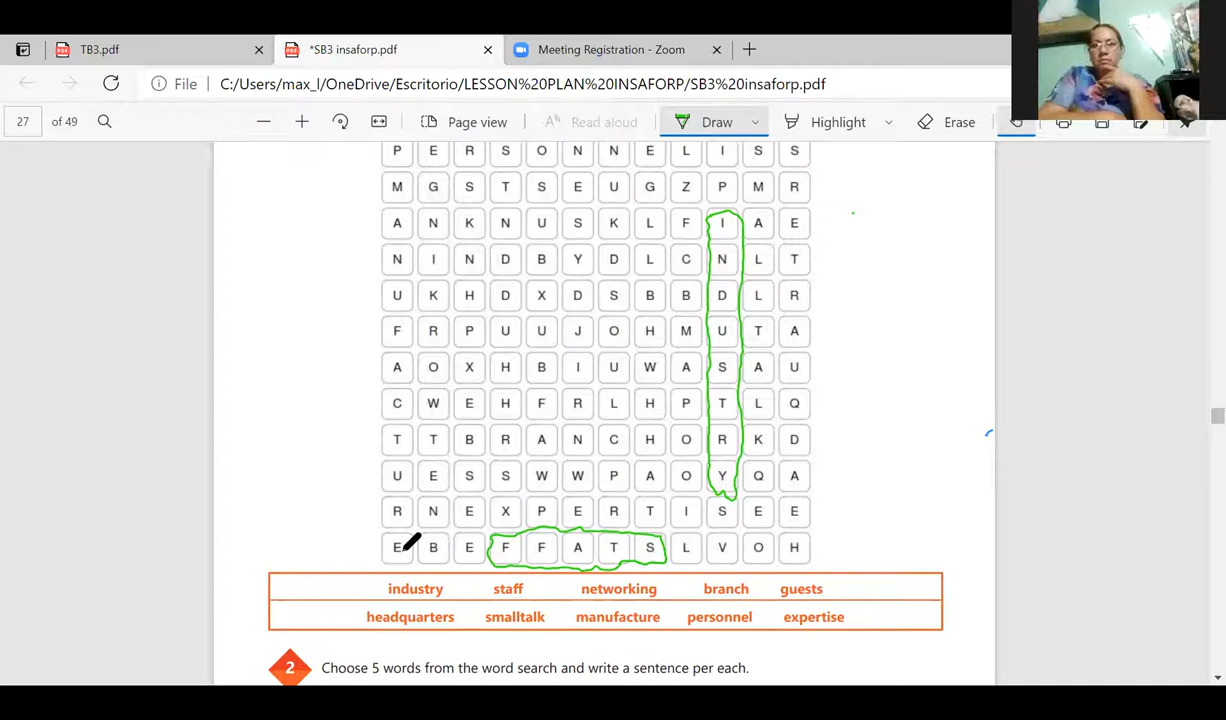 TB3.pdf
*SB3 insaforp.pdf
Meeting Registration - Zoom
File
C:/Users/max_l/OneDrive/Escritorio/LESSON%20PLAN%20INSAFORP/SB3%20insaforp.pdf
27 of 49
Page view
Read aloud
Draw
Highlight
Erase
P E R S O N N E L I S S
M G S T S E U G Z P M R
A N K N U S K L F I A E
N I N D B Y D L C N L T
U K H D X D S B B D L R
F R P U U J O H M U T A
A O X H B I U W A S A U
C W E H F R L H P T L Q
T T B R A N C H O R K D
U E S S W W P A O Y Q A
R N E X P E R T I S E E
E B E F F A T S L V O H
industry staff networking branch guests
headquarters smalltalk manufacture personnel expertise
2 Choose 5 words from the word search and write a sentence per each.